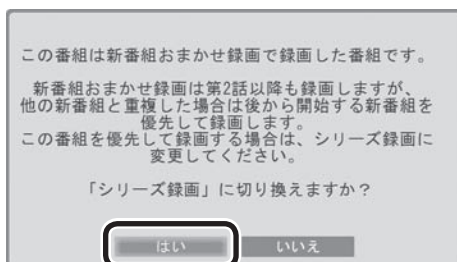 この番組は新番組おまかせ録画で録画した番組です。
新番組おまかせ録画は第2話以降も録画しますが、
他の新番組と重複した場合は後から開始する新番組を
優先して録画します。
この番組を優先して録画する場合は、シリーズ録画に
変更してください。
「シリーズ録画」に切り換えますか？
はい いいえ